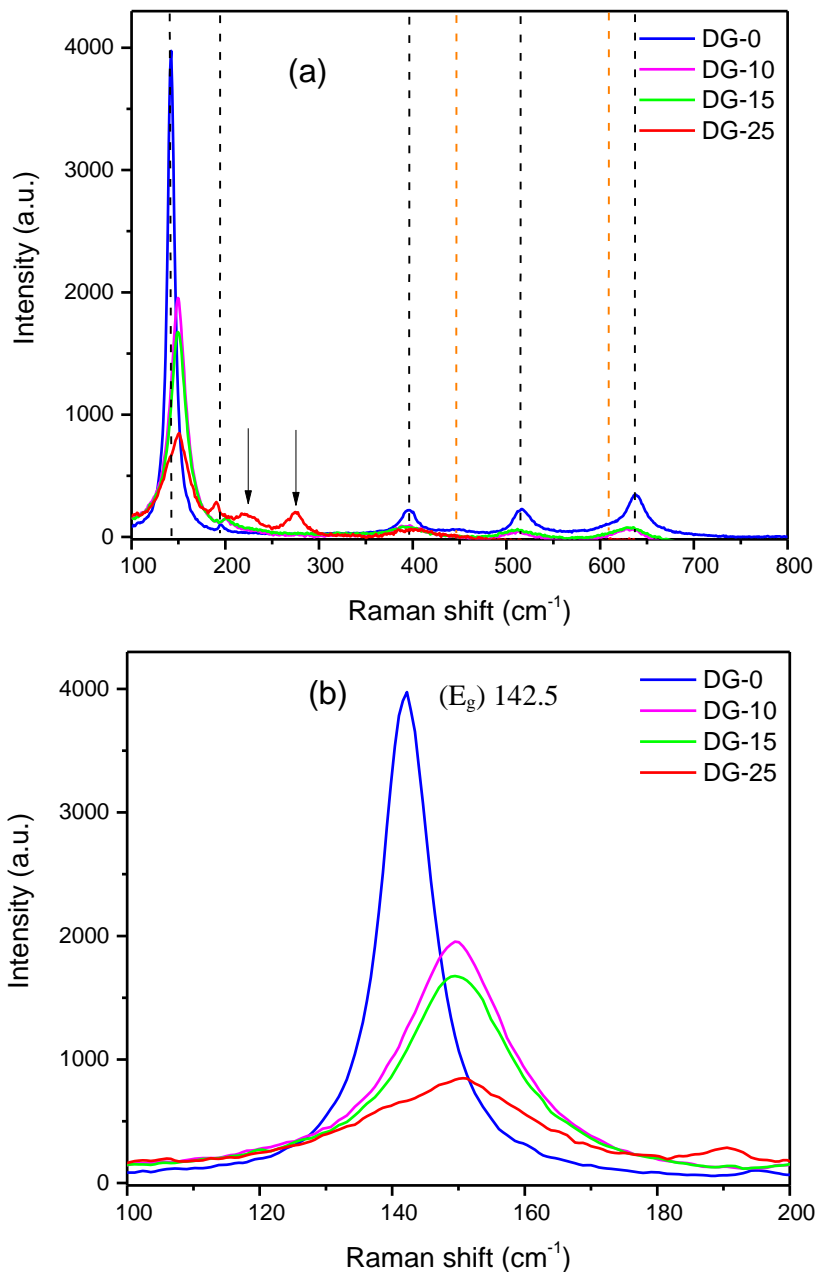 (a)
DG-0
DG-10
DG-15
DG-25
4000
3000
2000
1000
0
Intensity (a.u.)
100 200 300 400 500 600 700 800
Raman shift (cm⁻¹)
(b)
(E₉) 142.5
DG-0
DG-10
DG-15
DG-25
4000
3000
2000
1000
0
Intensity (a.u.)
100 120 140 160 180 200
Raman shift (cm⁻¹)